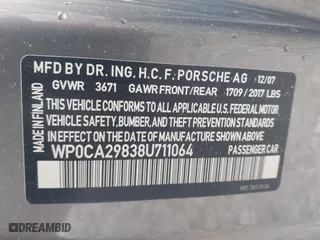 MFD BY DR. ING. H.C. F. PORSCHE AG 12/07
GVWR 3671 GAWR FRONT/REAR 1709/2017 LBS
MADE IN FINLAND
THIS VEHICLE CONFORMS TO ALL APPLICABLE U.S. FEDERAL MOTOR
VEHICLE SAFETY, BUMPER AND THEFT PREVENTION STANDARDS IN
EFFECT ON THE DATE OF MANUFACTURE SHOWN ABOVE.
WP0CA29838U711064 PASSENGER CAR
© DREAMBID © DREAMBID